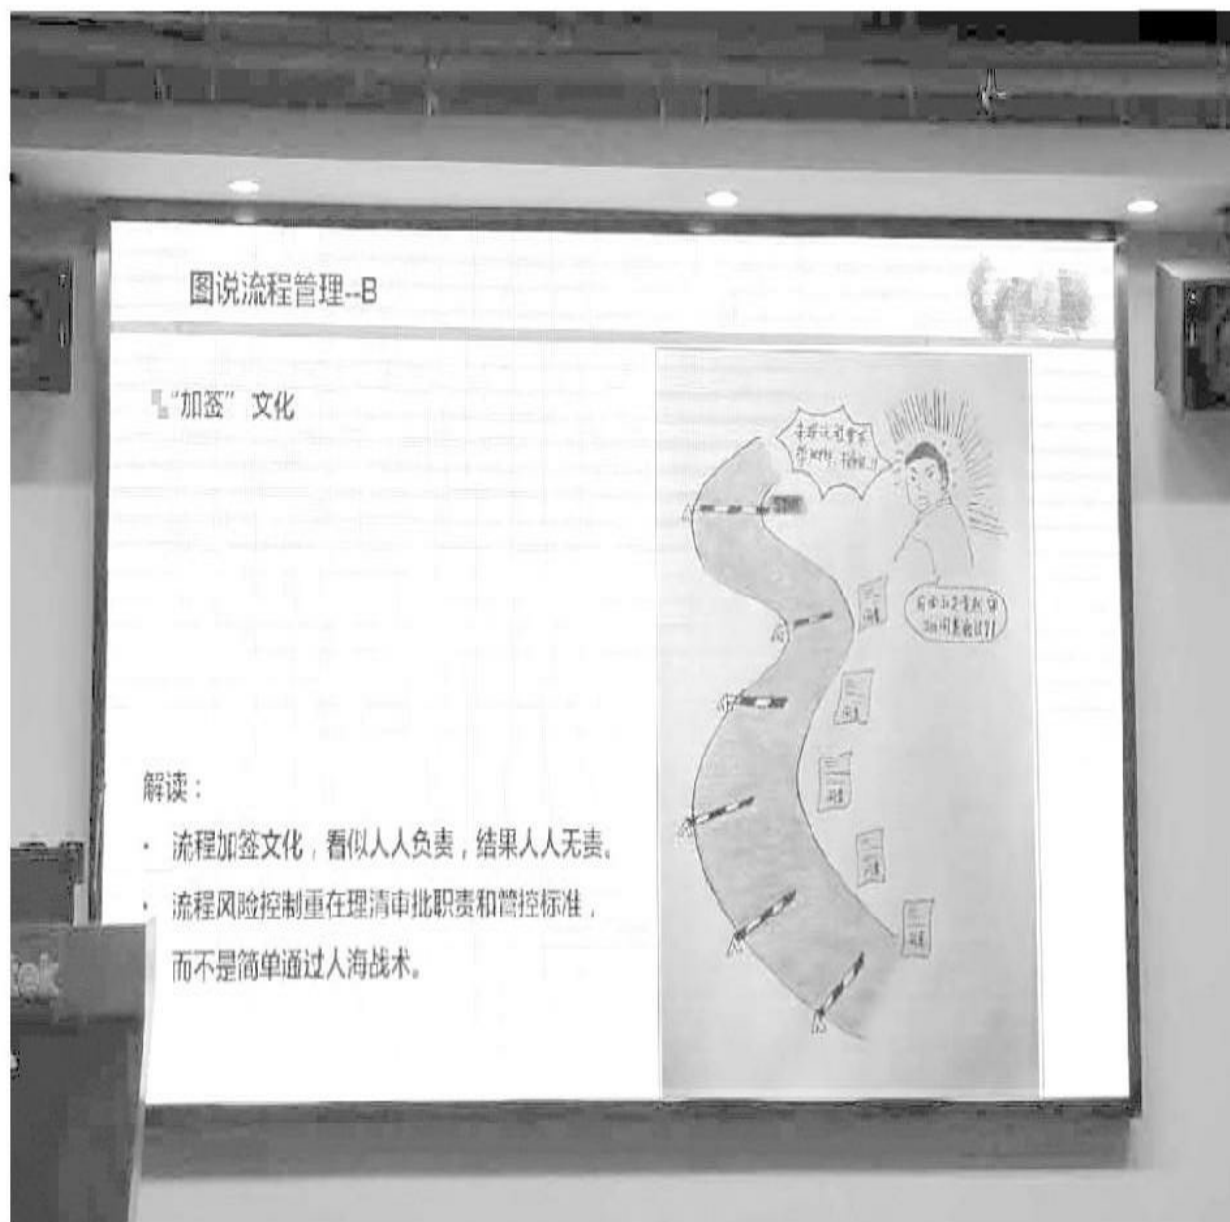 图说流程管理--B
“加签”文化
解读：
• 流程加签文化，看似人人负责，结果人人无责。
• 流程风险控制重在理清审批职责和管控标准，
而不是简单通过人海战术。